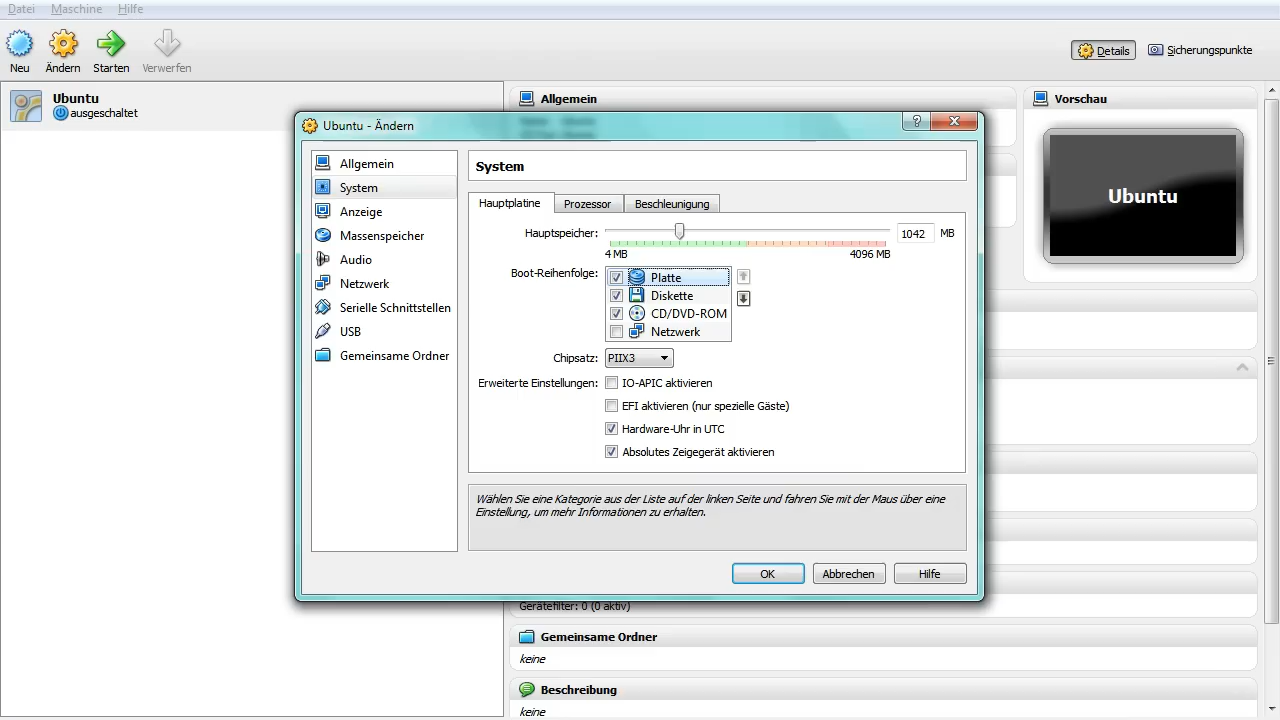 Datei Maschine Hilfe
Neu Ändern Starten Verwerfen
Details Sicherungspunkte
Ubuntu
ausgeschaltet
Allgemein
Vorschau
Ubuntu
Ubuntu - Ändern
Allgemein
System
Anzeige
Massenspeicher
Audio
Netzwerk
Serielle Schnittstellen
USB
Gemeinsame Ordner
System
Hauptplatine Prozessor Beschleunigung
Hauptspeicher: 1042 MB
4 MB 4096 MB
Boot-Reihenfolge: Platte
Diskette
CD/DVD-ROM
Netzwerk
Chipsatz: PIIX3
Erweiterte Einstellungen: IO-APIC aktivieren
EFI aktivieren (nur spezielle Gäste)
Hardware-Uhr in UTC
Absolutes Zeigegerät aktivieren
Wählen Sie eine Kategorie aus der Liste auf der linken Seite und fahren Sie mit der Maus über eine
Einstellung, um mehr Informationen zu erhalten.
OK Abbrechen Hilfe
Gerätefilter: 0 (0 aktiv)
Gemeinsame Ordner
keine
Beschreibung
keine